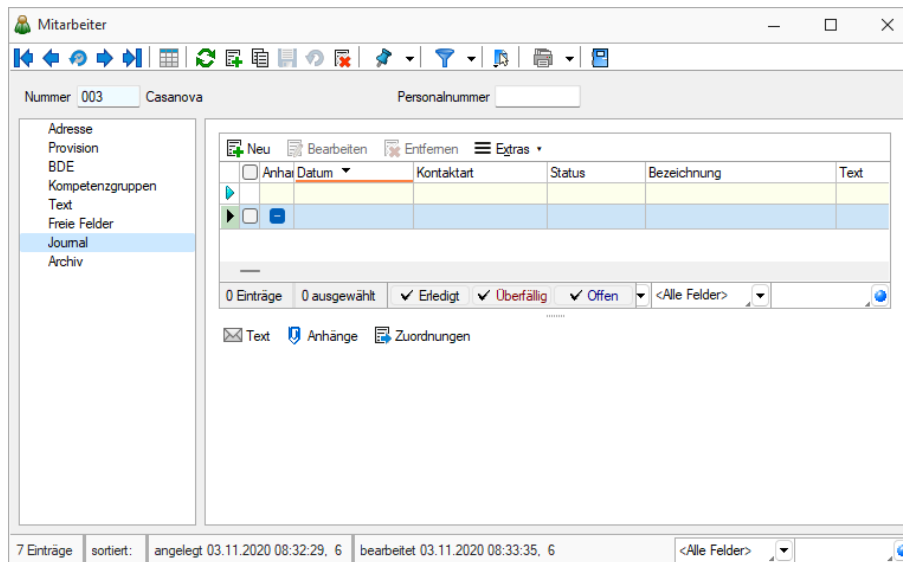 Mitarbeiter
Nummer 003 Casanova Personalnummer
Adresse
Provision
BDE
Kompetenzgruppen
Text
Freie Felder
Journal
Archiv
Neu Bearbeiten Entfernen Extras
Anhar Datum Kontaktart Status Bezeichnung Text
0 Einträge 0 ausgewählt Erledigt Überfällig Offen <Alle Felder>
Text Anhänge Zuordnungen
7 Einträge sortiert: angelegt 03.11.2020 08:32:29, 6 bearbeitet 03.11.2020 08:33:35, 6 <Alle Felder>